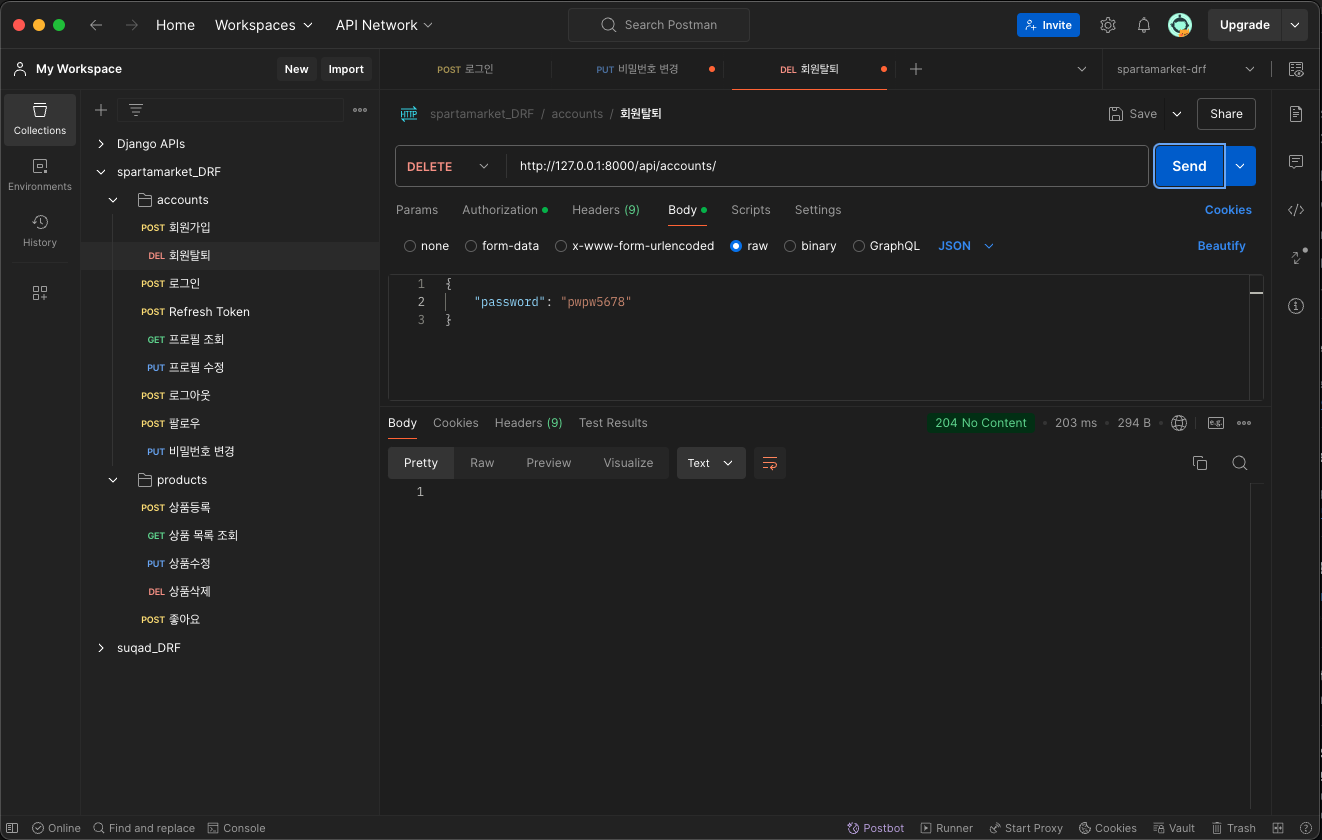 Home Workspaces API Network Search Postman Invite Upgrade
My Workspace New Import POST 로그인 PUT 비밀번호 변경 DEL 회원탈퇴 spartamarket-drf
Collections
Environments
History
Django APIs
spartamarket_DRF
accounts
POST 회원가입
DEL 회원탈퇴
POST 로그인
POST Refresh Token
GET 프로필 조회
PUT 프로필 수정
POST 로그아웃
POST 팔로우
PUT 비밀번호 변경
products
POST 상품등록
GET 상품 목록 조회
PUT 상품수정
DEL 상품삭제
POST 좋아요
suqad_DRF
HTTP spartamarket_DRF / accounts / 회원탈퇴 Save Share
DELETE http://127.0.0.1:8000/api/accounts/ Send
Params Authorization Headers (9) Body Scripts Settings Cookies
none form-data x-www-form-urlencoded raw binary GraphQL JSON Beautify
1 {
2 "password": "pwpw5678"
3 }
Body Cookies Headers (9) Test Results 204 No Content 203 ms 294 B e.g.
Pretty Raw Preview Visualize Text
1
Online Find and replace Console Postbot Runner Start Proxy Cookies Vault Trash